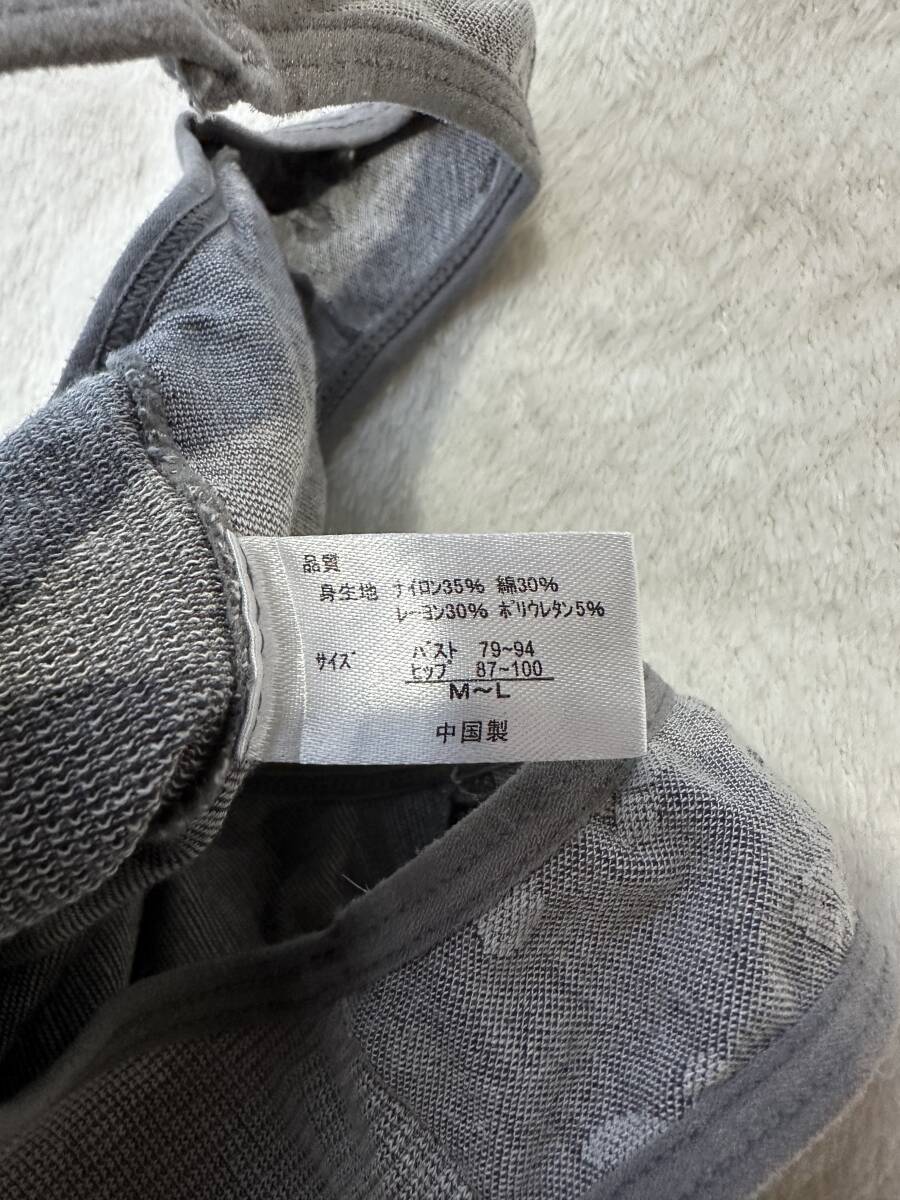 品質
身生地 ナイロン35% 綿30%
レーヨン30% ポリウレタン5%
サイズ バスト 79~94
ヒップ 87~100
M~L
中国製